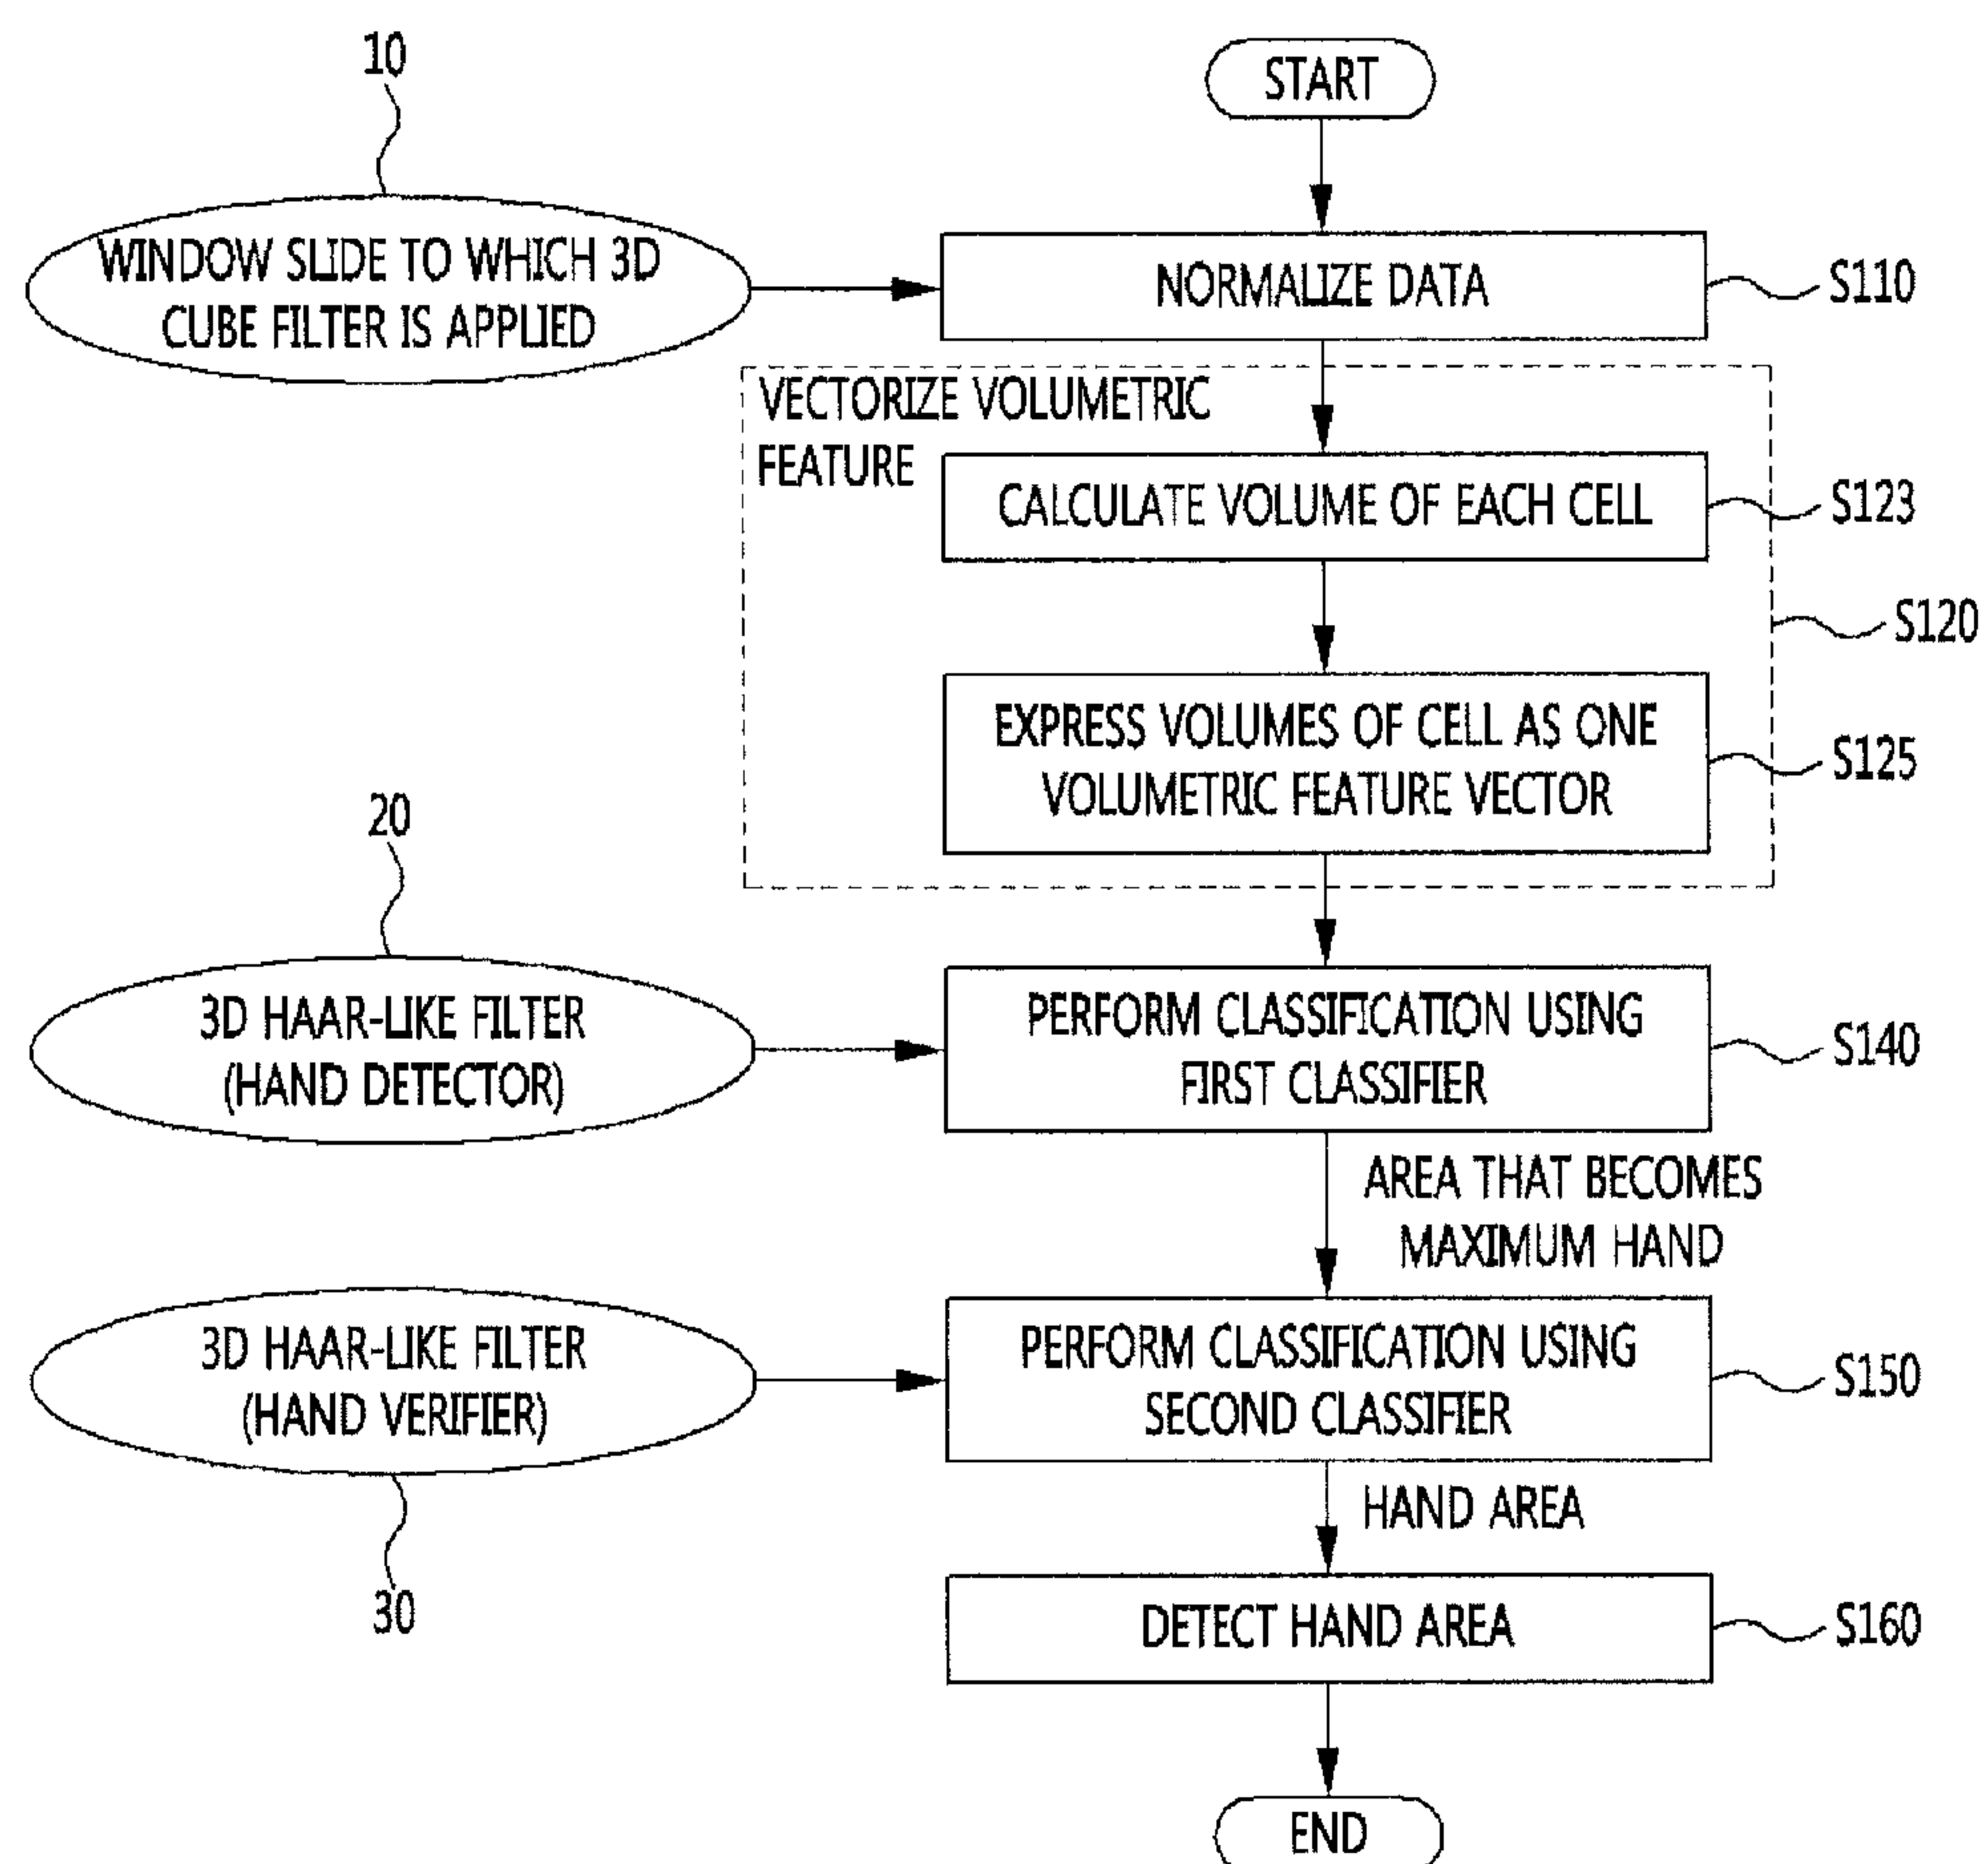 10
START
WINDOW SLIDE TO WHICH 3D
CUBE FILTER IS APPLIED
NORMALIZE DATA
S110
VECTORIZE VOLUMETRIC
FEATURE
CALCULATE VOLUME OF EACH CELL
S123
S120
EXPRESS VOLUMES OF CELL AS ONE
VOLUMETRIC FEATURE VECTOR
S125
20
3D HAAR-LIKE FILTER
(HAND DETECTOR)
PERFORM CLASSIFICATION USING
FIRST CLASSIFIER
S140
AREA THAT BECOMES
MAXIMUM HAND
3D HAAR-LIKE FILTER
(HAND VERIFIER)
30
PERFORM CLASSIFICATION USING
SECOND CLASSIFIER
S150
HAND AREA
DETECT HAND AREA
S160
END